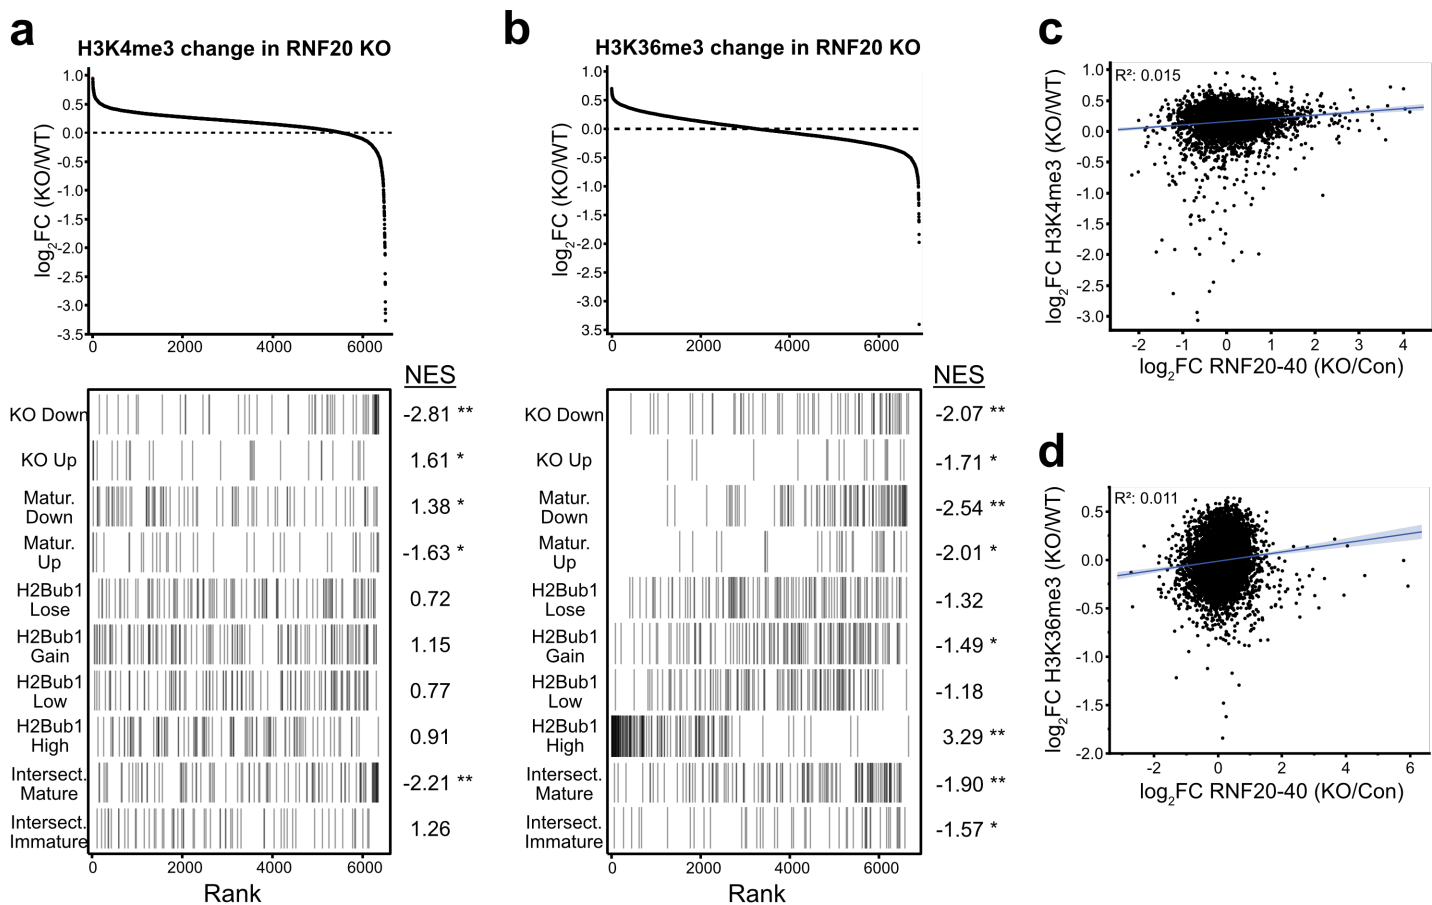 a
H3K4me3 change in RNF20 KO
log2FC (KO/WT)
1.0
0.5
0.0
-0.5
-1.0
-1.5
-2.0
-2.5
-3.0
-3.5
0 2000 4000 6000
NES
KO Down -2.81 **
KO Up 1.61 *
Matur.
Down 1.38 *
Matur.
Up -1.63 *
H2Bub1
Lose 0.72
H2Bub1
Gain 1.15
H2Bub1
Low 0.77
H2Bub1
High 0.91
Intersect.
Mature -2.21 **
Intersect.
Immature 1.26
0 2000 4000 6000
Rank
b
H3K36me3 change in RNF20 KO
log2FC (KO/WT)
1.0
0.5
0.0
-0.5
-1.0
-1.5
-2.0
-2.5
-3.0
3.5
0 2000 4000 6000
NES
KO Down -2.07 **
KO Up -1.71 *
Matur.
Down -2.54 **
Matur.
Up -2.01 *
H2Bub1
Lose -1.32
H2Bub1
Gain -1.49 *
H2Bub1
Low -1.18
H2Bub1
High 3.29 **
Intersect.
Mature -1.90 **
Intersect.
Immature -1.57 *
0 2000 4000 6000
Rank
c
log2FC H3K4me3 (KO/WT)
R²: 0.015
1.0
0.5
0.0
-0.5
-1.0
-1.5
-2.0
-2.5
-3.0
-2 -1 0 1 2 3 4
log2FC RNF20-40 (KO/Con)
d
log2FC H3K36me3 (KO/WT)
R²: 0.011
0.5
0.0
-0.5
-1.0
-1.5
-2.0
-2 0 2 4 6
log2FC RNF20-40 (KO/Con)